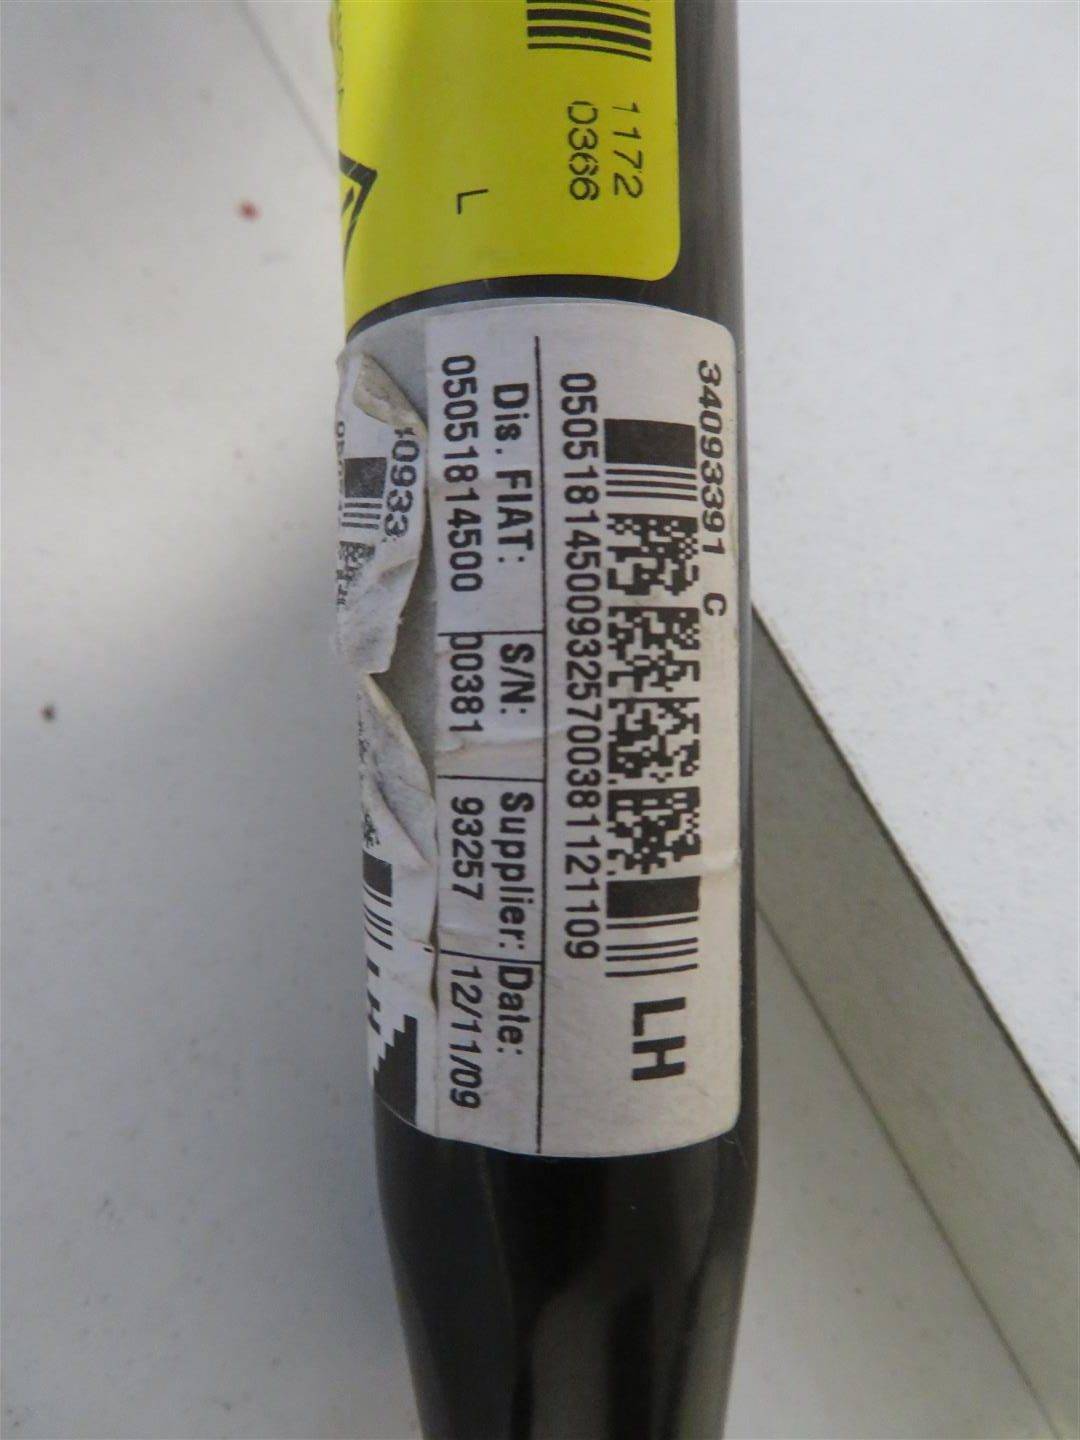 1172
0366
L
34093391 C
050518145009325700381121109
LH
Dis. FIAT: S/N: Supplier: Date:
05051814500 00381 93257 12/11/09